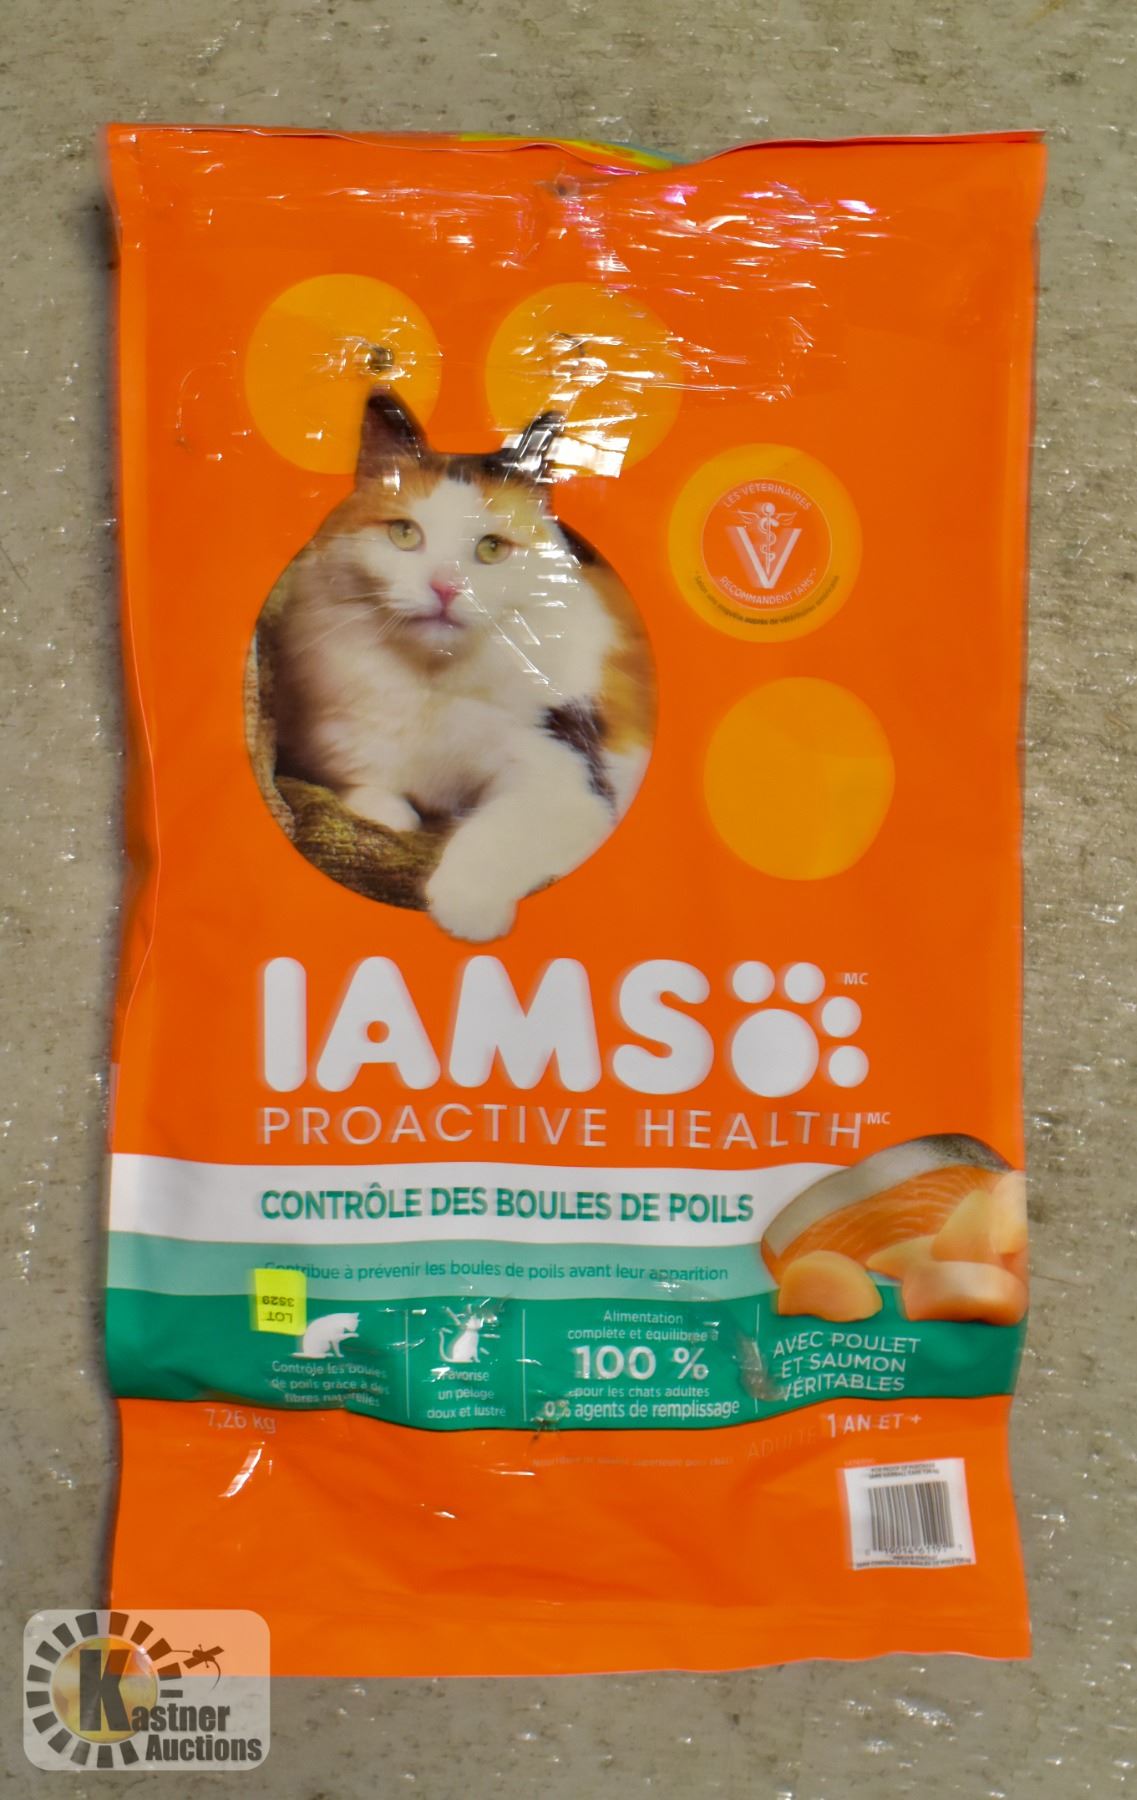 LES VÉTÉRINAIRES
RECOMMANDENT IAMS
IAMS MC
PROACTIVE HEALTH MC
CONTRÔLE DES BOULES DE POILS
Contribue à prévenir les boules de poils avant leur apparition
LOT
3S29
Contrôle les boules
de poils grâce à des
fibres naturelles
Favorise
un pelage
doux et lustré
Alimentation
complète et équilibrée à
100 %
pour les chats adultes
0% agents de remplissage
AVEC POULET
ET SAUMON
VÉRITABLES
7,26 kg
ADULTE 1 AN ET +
Kastner
Auctions